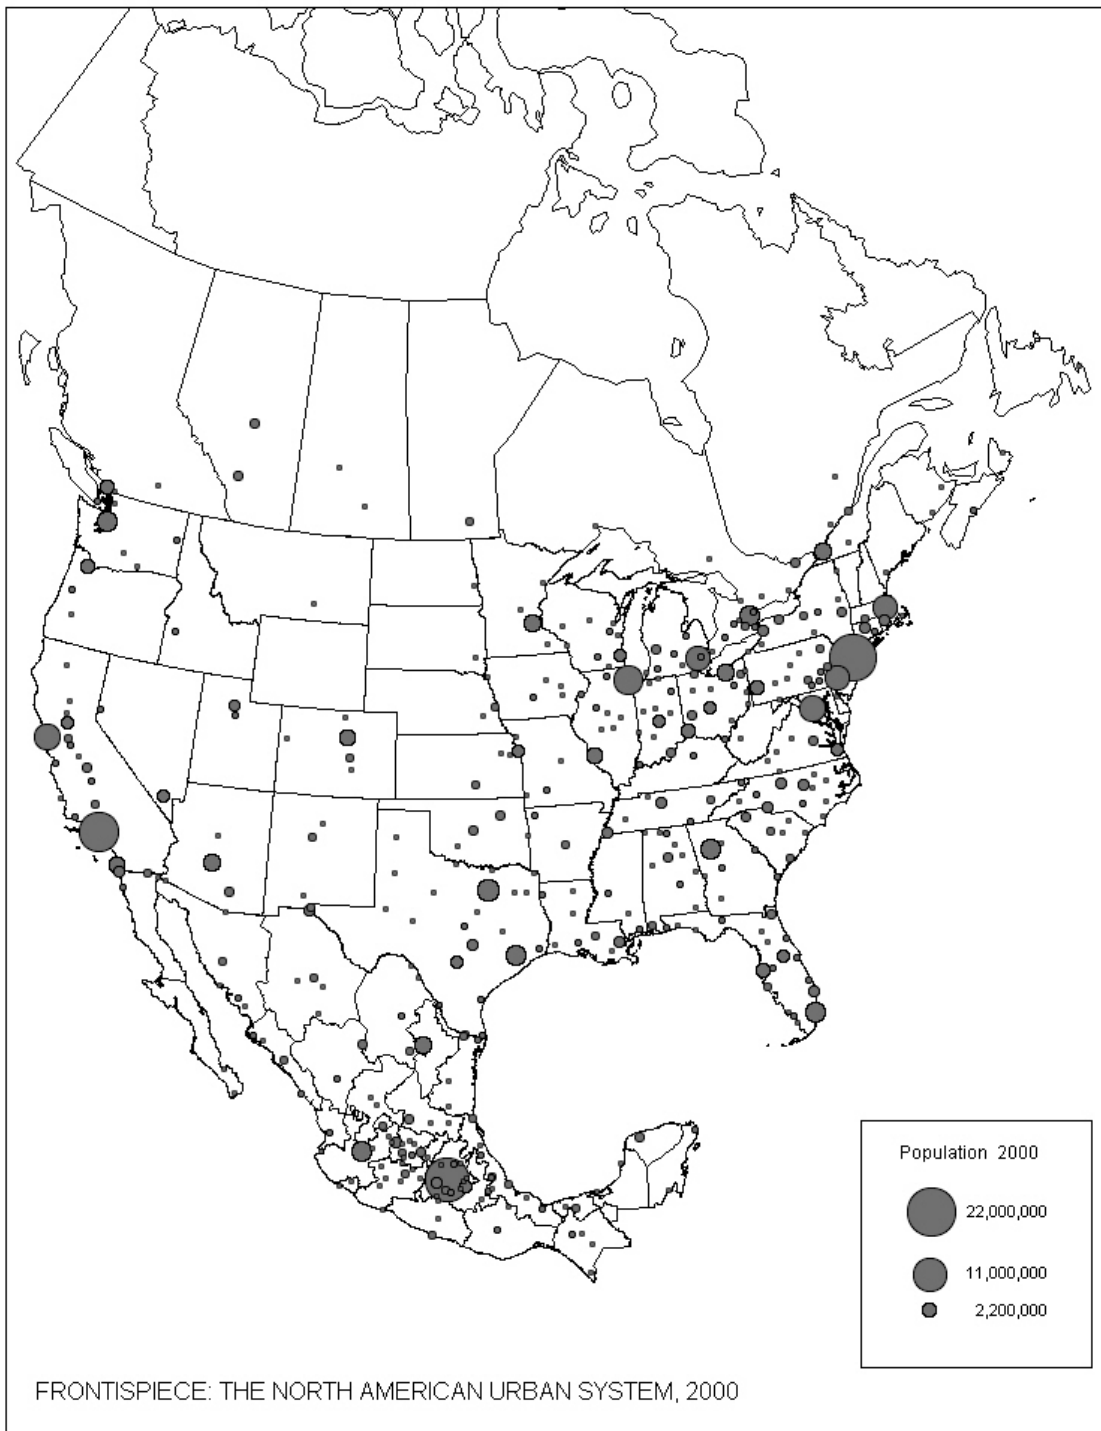 Population 2000
22,000,000
11,000,000
2,200,000
FRONTISPIECE: THE NORTH AMERICAN URBAN SYSTEM, 2000